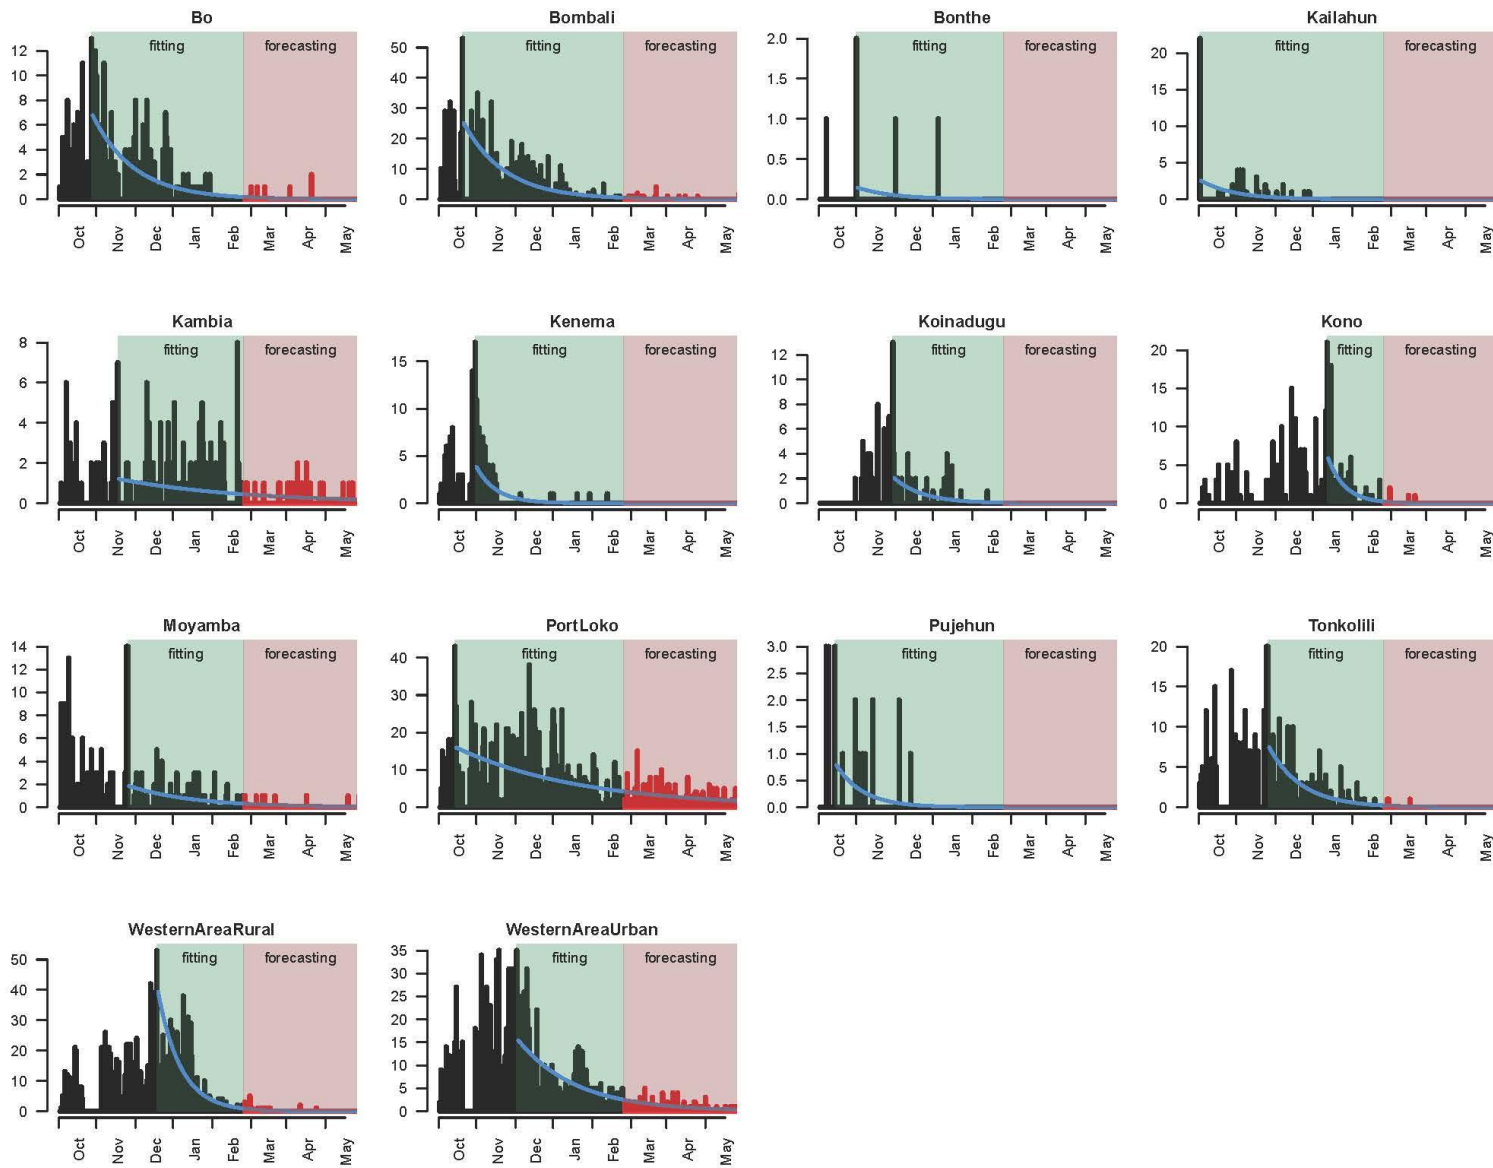 Bo
fitting
forecasting
12
10
8
6
4
2
0
Oct
Nov
Dec
Jan
Feb
Mar
Apr
May
Bombali
fitting
forecasting
50
40
30
20
10
0
Oct
Nov
Dec
Jan
Feb
Mar
Apr
May
Bonthe
fitting
forecasting
2.0
1.5
1.0
0.5
0.0
Oct
Nov
Dec
Jan
Feb
Mar
Apr
May
Kailahun
fitting
forecasting
20
15
10
5
0
Oct
Nov
Dec
Jan
Feb
Mar
Apr
May
Kambia
fitting
forecasting
8
6
4
2
0
Oct
Nov
Dec
Jan
Feb
Mar
Apr
May
Kenema
fitting
forecasting
15
10
5
0
Oct
Nov
Dec
Jan
Feb
Mar
Apr
May
Koinadugu
fitting
forecasting
12
10
8
6
4
2
0
Oct
Nov
Dec
Jan
Feb
Mar
Apr
May
Kono
fitting
forecasting
20
15
10
5
0
Oct
Nov
Dec
Jan
Feb
Mar
Apr
May
Moyamba
fitting
forecasting
14
12
10
8
6
4
2
0
Oct
Nov
Dec
Jan
Feb
Mar
Apr
May
PortLoko
fitting
forecasting
40
30
20
10
0
Oct
Nov
Dec
Jan
Feb
Mar
Apr
May
Pujehun
fitting
forecasting
3.0
2.5
2.0
1.5
1.0
0.5
0.0
Oct
Nov
Dec
Jan
Feb
Mar
Apr
May
Tonkolili
fitting
forecasting
20
15
10
5
0
Oct
Nov
Dec
Jan
Feb
Mar
Apr
May
WesternAreaRural
fitting
forecasting
50
40
30
20
10
0
Oct
Nov
Dec
Jan
Feb
Mar
Apr
May
WesternAreaUrban
fitting
forecasting
35
30
25
20
15
10
5
0
Oct
Nov
Dec
Jan
Feb
Mar
Apr
May